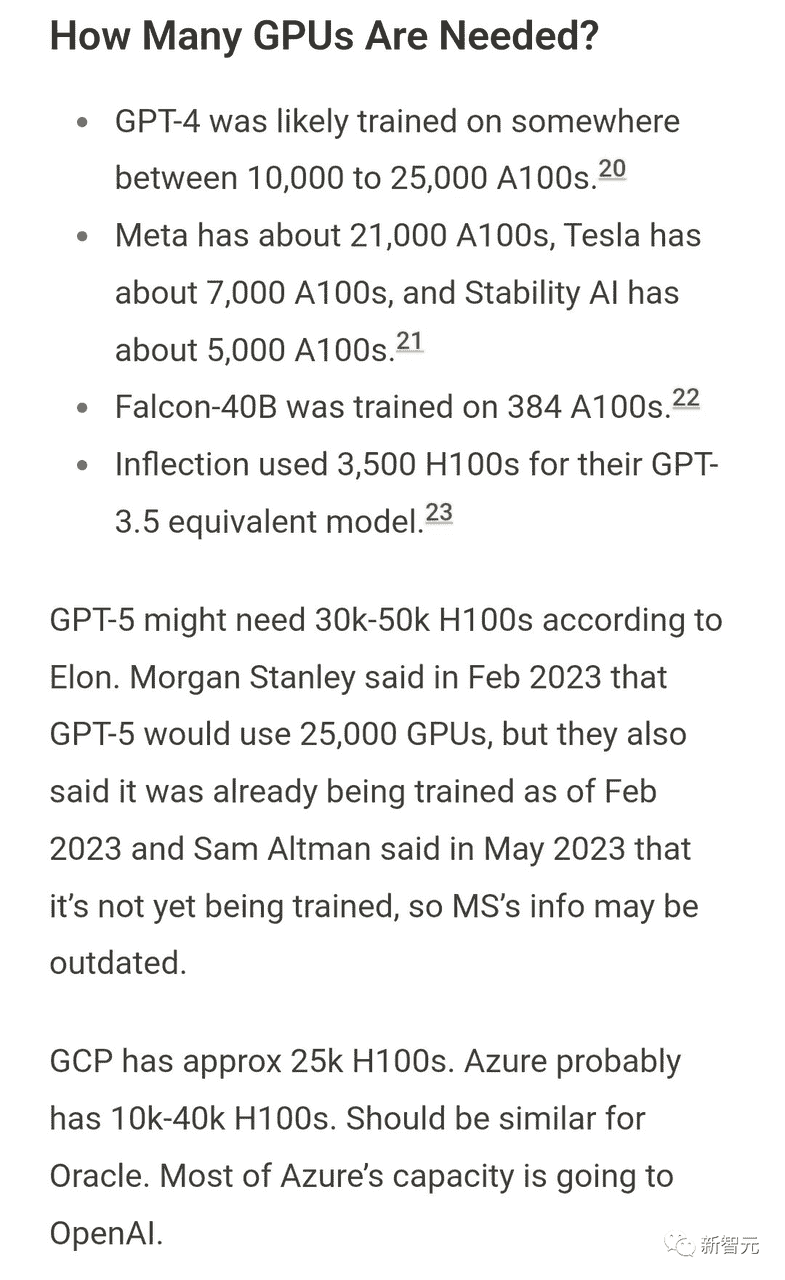 How Many GPUs Are Needed?
• GPT-4 was likely trained on somewhere
between 10,000 to 25,000 A100s.20
• Meta has about 21,000 A100s, Tesla has
about 7,000 A100s, and Stability AI has
about 5,000 A100s.21
• Falcon-40B was trained on 384 A100s.22
• Inflection used 3,500 H100s for their GPT-
3.5 equivalent model.23
GPT-5 might need 30k-50k H100s according to
Elon. Morgan Stanley said in Feb 2023 that
GPT-5 would use 25,000 GPUs, but they also
said it was already being trained as of Feb
2023 and Sam Altman said in May 2023 that
it’s not yet being trained, so MS’s info may be
outdated.
GCP has approx 25k H100s. Azure probably
has 10k-40k H100s. Should be similar for
Oracle. Most of Azure’s capacity is going to
OpenAI.
新智元